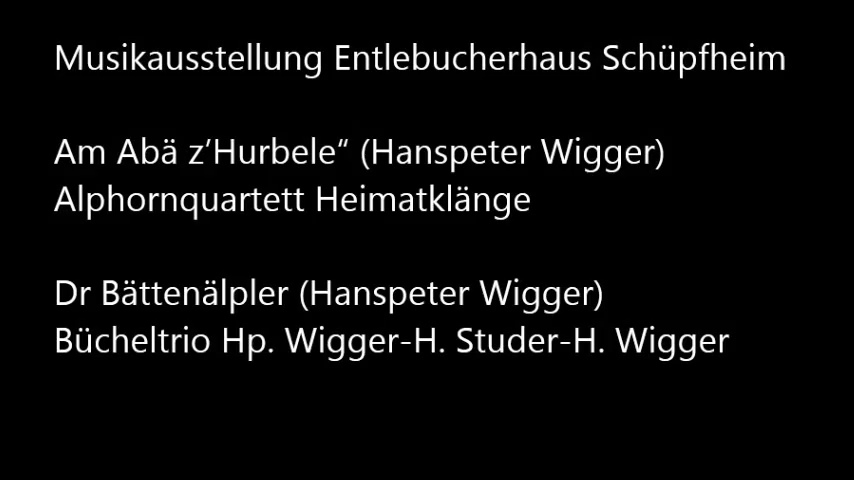 Musikausstellung Entlebucherhaus Schüpfheim
Am Abä z’Hurbele“ (Hanspeter Wigger)
Alphornquartett Heimatklänge
Dr Bättenälpler (Hanspeter Wigger)
Bücheltrio Hp. Wigger-H. Studer-H. Wigger